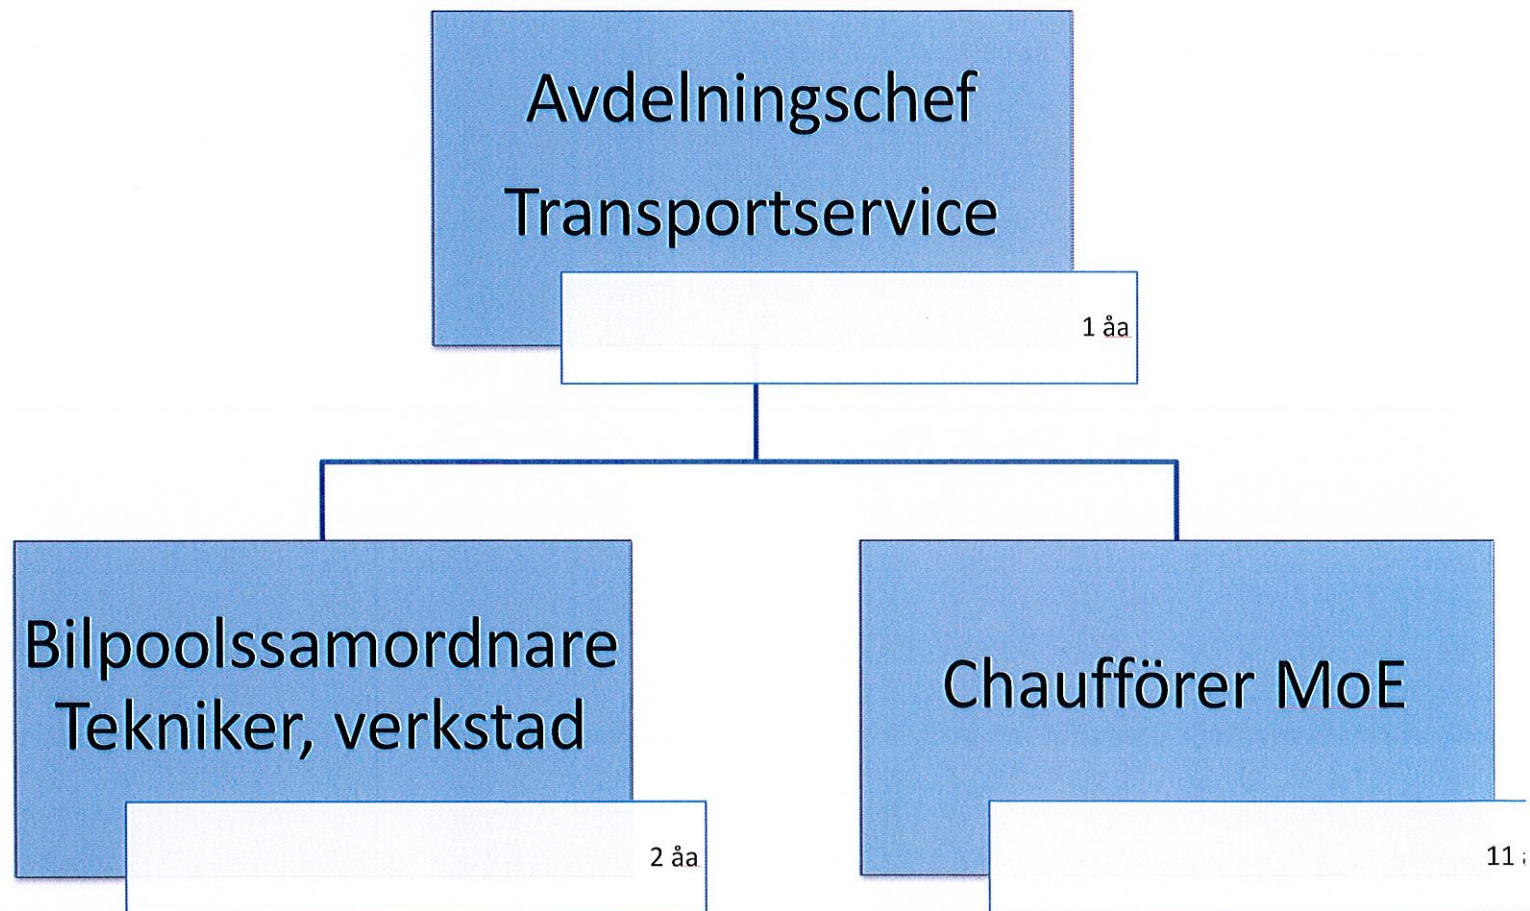 Avdelningschef
Transportservice
1 åa
Bilpoolssamordnare
Tekniker, verkstad
2 åa
Chaufförer MoE
11